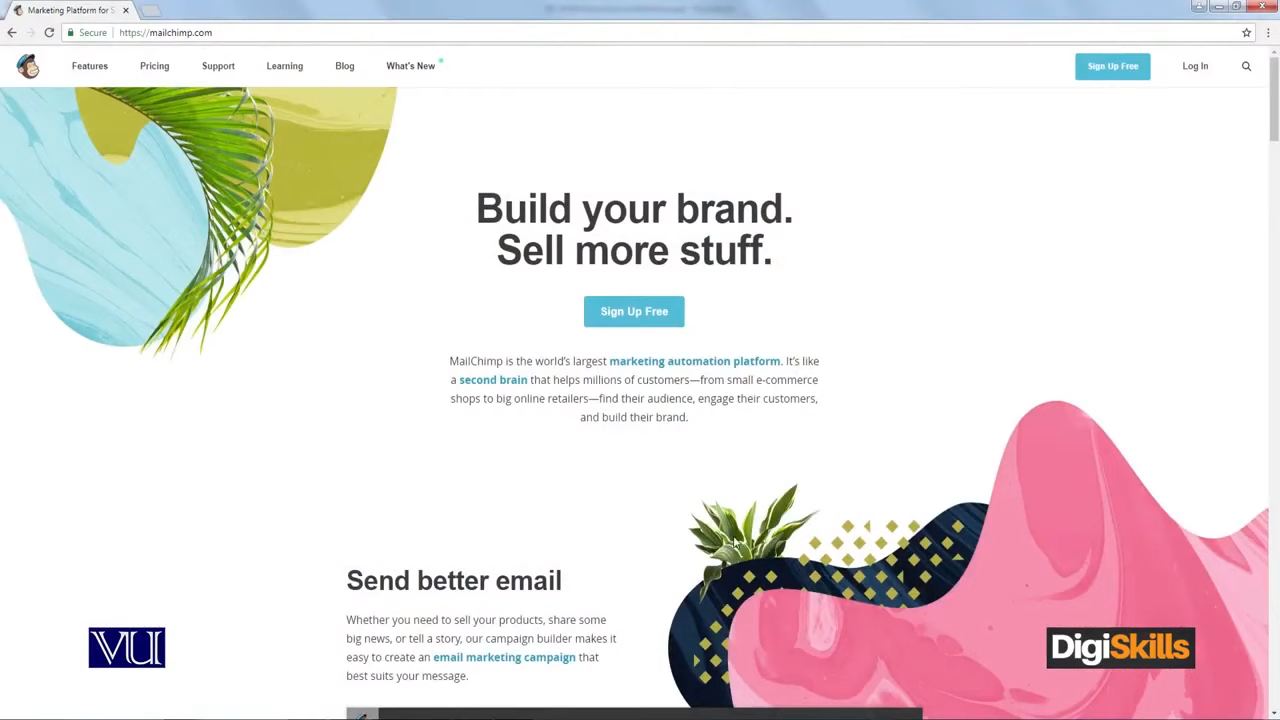 Marketing Platform for S
Secure https://mailchimp.com
Features Pricing Support Learning Blog What's New Sign Up Free Log In
Build your brand.
Sell more stuff.
Sign Up Free
MailChimp is the world's largest marketing automation platform. It's like
a second brain that helps millions of customers—from small e-commerce
shops to big online retailers—find their audience, engage their customers,
and build their brand.
Send better email
Whether you need to sell your products, share some
big news, or tell a story, our campaign builder makes it
easy to create an email marketing campaign that
best suits your message.
VU
DigiSkills